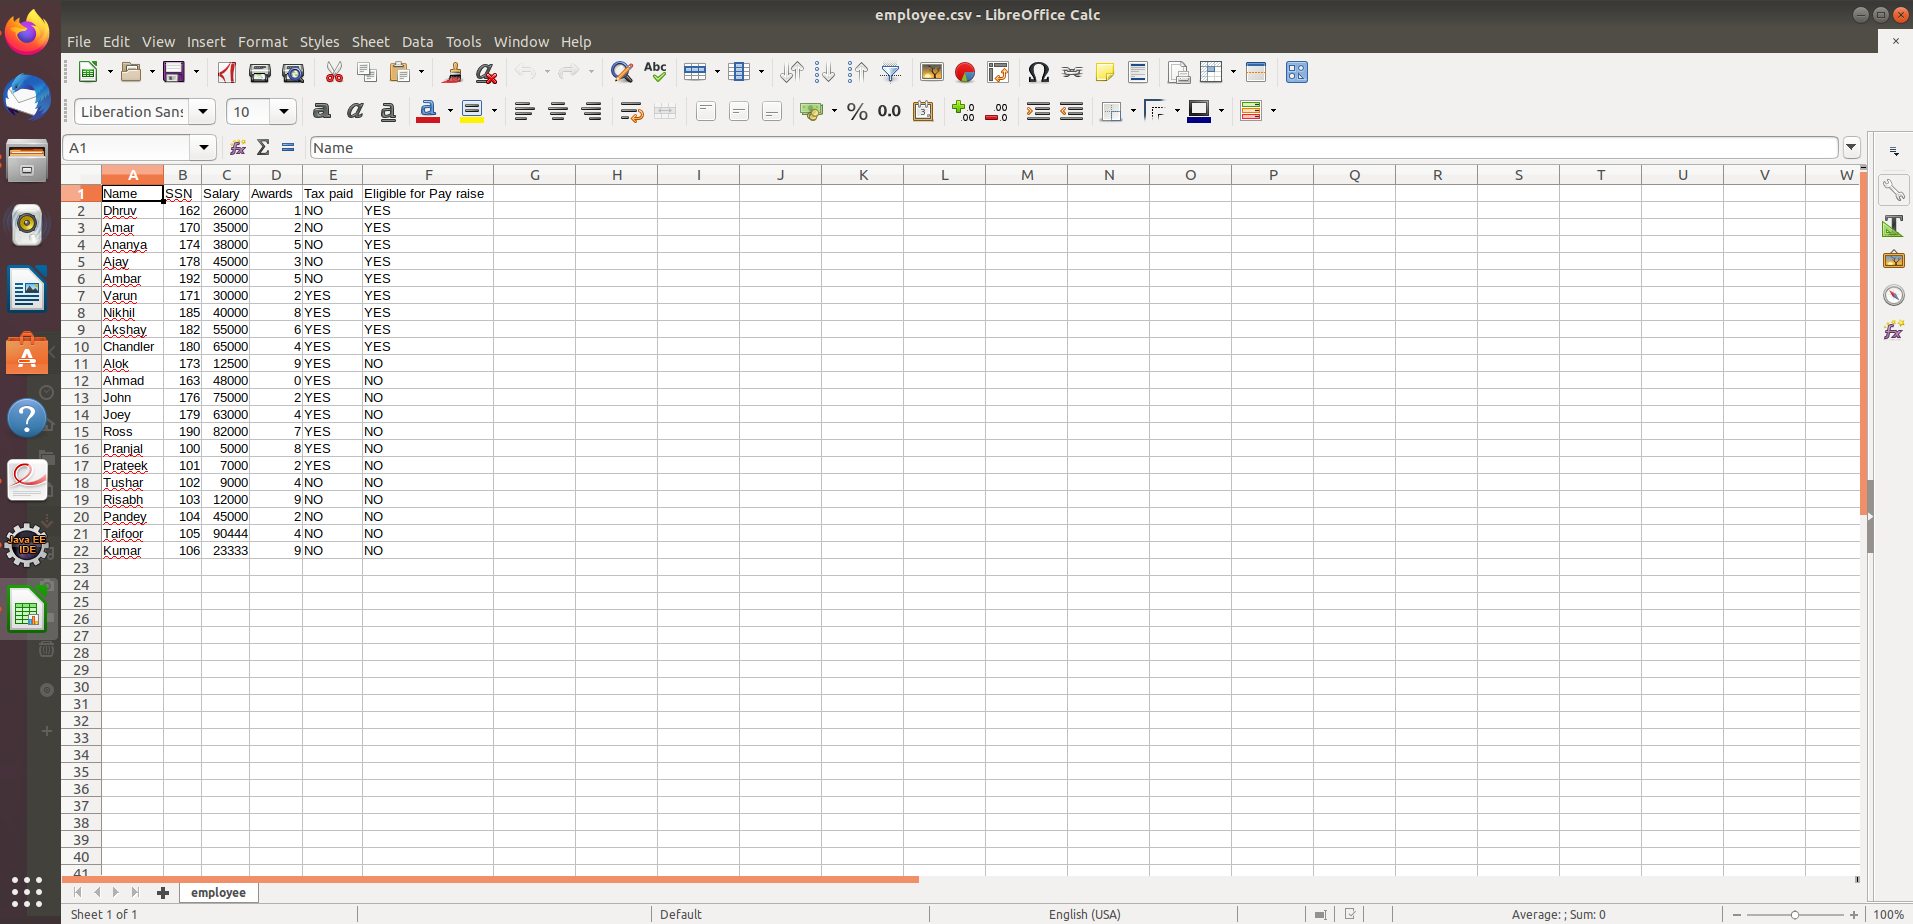 employee.csv - LibreOffice Calc
File Edit View Insert Format Styles Sheet Data Tools Window Help
Liberation Sans 10
A1 Name
A B C D E F G H I J K L M N O P Q R S T U V W
1 Name SSN Salary Awards Tax paid Eligible for Pay raise
2 Dhruv 162 26000 1 NO YES
3 Amar 170 35000 2 NO YES
4 Ananya 174 38000 5 NO YES
5 Ajay 178 45000 3 NO YES
6 Ambar 192 50000 5 NO YES
7 Varun 171 30000 2 YES YES
8 Nikhil 185 40000 8 YES YES
9 Akshay 182 55000 6 YES YES
10 Chandler 180 65000 4 YES YES
11 Alok 173 12500 9 YES NO
12 Ahmad 163 48000 0 YES NO
13 John 176 75000 2 YES NO
14 Joey 179 63000 4 YES NO
15 Ross 190 82000 7 YES NO
16 Pranjal 100 5000 8 YES NO
17 Prateek 101 7000 2 YES NO
18 Tushar 102 9000 4 NO NO
19 Risabh 103 12000 9 NO NO
20 Pandey 104 45000 2 NO NO
21 Taifoor 105 90444 4 NO NO
22 Kumar 106 23333 9 NO NO
23
24
25
26
27
28
29
30
31
32
33
34
35
36
37
38
39
40
41
employee
Sheet 1 of 1 Default English (USA) Average: ; Sum: 0 100%
Java EE
IDE